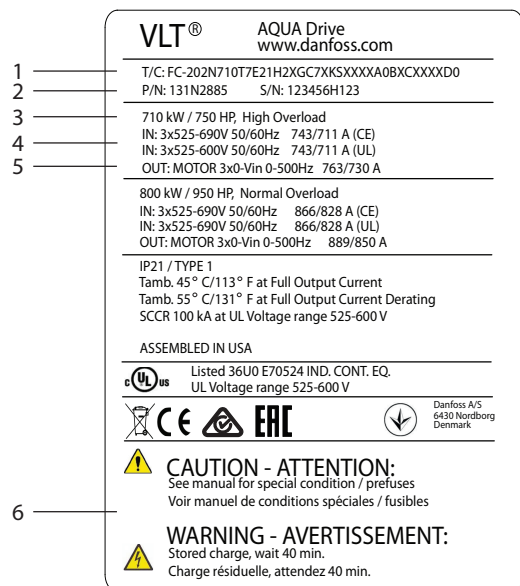 VLT® AQUA Drive
www.danfoss.com
1 T/C: FC-202N710T7E21H2XGC7XKSXXXXA0BXCXXXXD0
2 P/N: 131N2885 S/N: 123456H123
3 710 kW / 750 HP, High Overload
4 IN: 3x525-690V 50/60Hz 743/711 A (CE)
IN: 3x525-600V 50/60Hz 743/711 A (UL)
5 OUT: MOTOR 3x0-Vin 0-500Hz 763/730 A
800 kW / 950 HP, Normal Overload
IN: 3x525-690V 50/60Hz 866/828 A (CE)
IN: 3x525-690V 50/60Hz 866/828 A (UL)
OUT: MOTOR 3x0-Vin 0-500Hz 889/850 A
IP21 / TYPE 1
Tamb. 45° C/113° F at Full Output Current
Tamb. 55° C/131° F at Full Output Current Derating
SCCR 100 kA at UL Voltage range 525-600 V
ASSEMBLED IN USA
c UL us Listed 36U0 E70524 IND. CONT. EQ.
UL Voltage range 525-600 V
CE EAC
Danfoss A/S
6430 Nordborg
Denmark
CAUTION - ATTENTION:
See manual for special condition / prefuses
Voir manuel de conditions spéciales / fusibles
6
WARNING - AVERTISSEMENT:
Stored charge, wait 40 min.
Charge résiduelle, attendez 40 min.